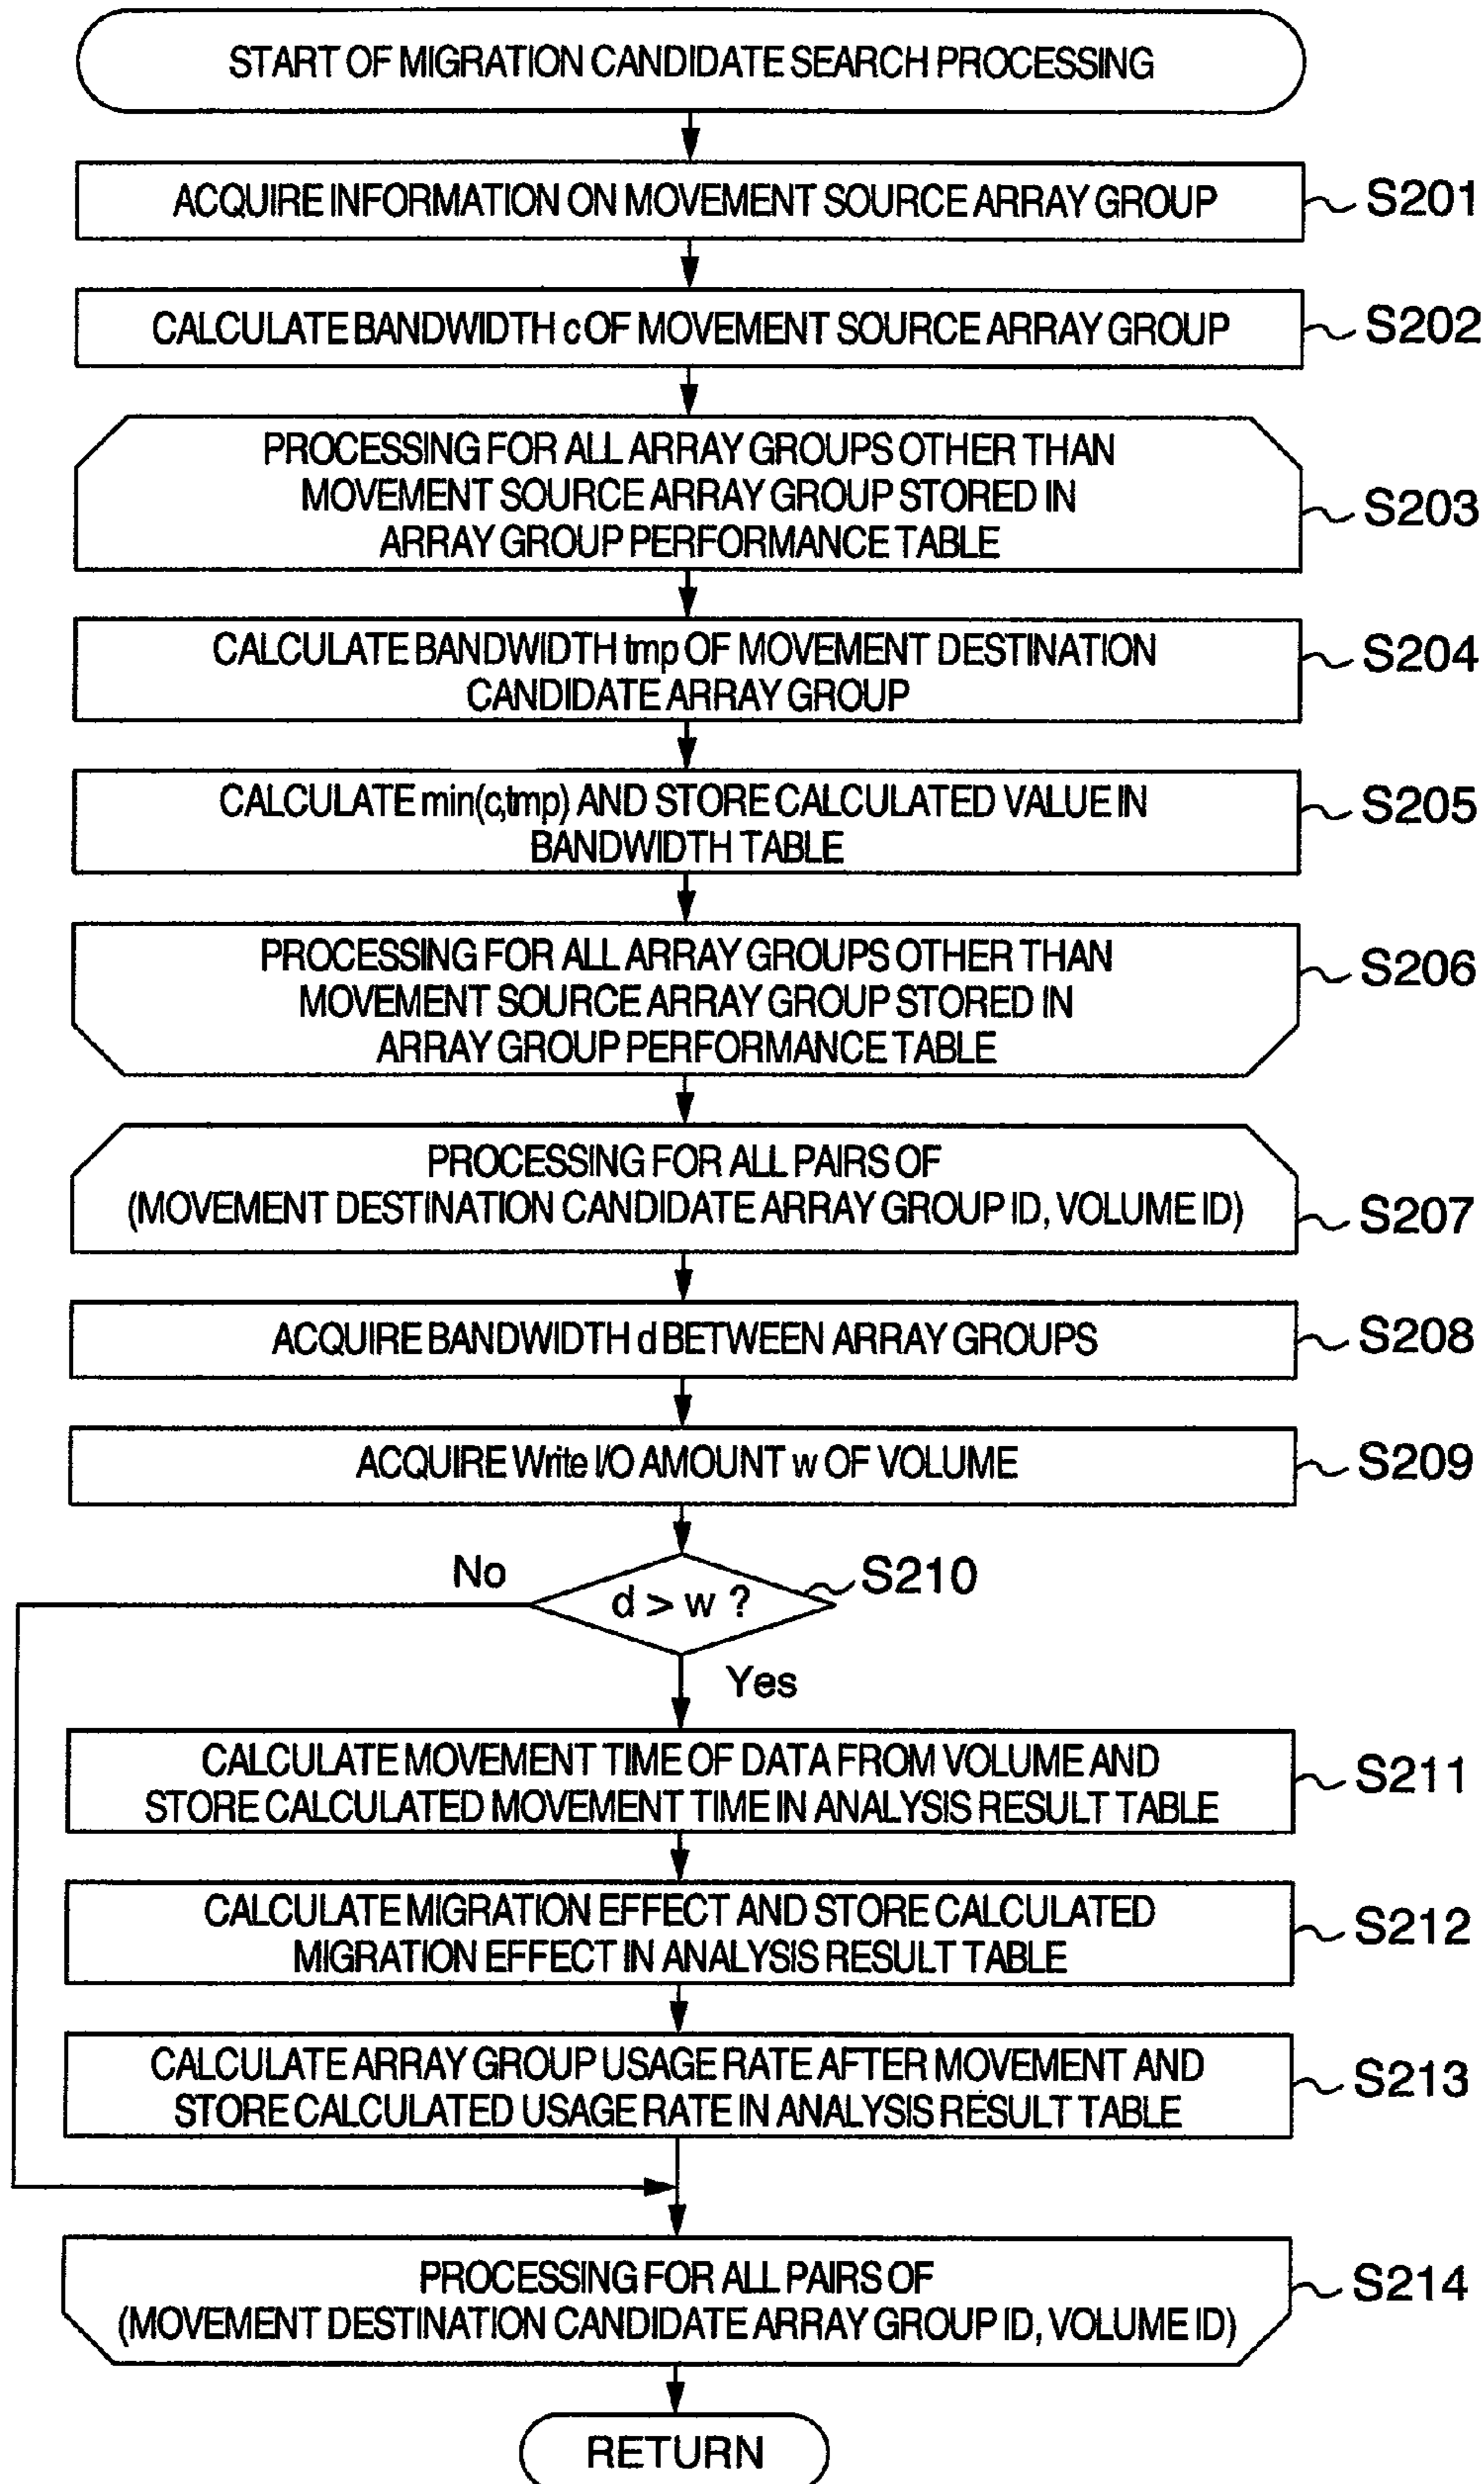 START OF MIGRATION CANDIDATE SEARCH PROCESSING
ACQUIRE INFORMATION ON MOVEMENT SOURCE ARRAY GROUP
S201
CALCULATE BANDWIDTH c OF MOVEMENT SOURCE ARRAY GROUP
S202
PROCESSING FOR ALL ARRAY GROUPS OTHER THAN
MOVEMENT SOURCE ARRAY GROUP STORED IN
ARRAY GROUP PERFORMANCE TABLE
S203
CALCULATE BANDWIDTH tmp OF MOVEMENT DESTINATION
CANDIDATE ARRAY GROUP
S204
CALCULATE min(c,tmp) AND STORE CALCULATED VALUE IN
BANDWIDTH TABLE
S205
PROCESSING FOR ALL ARRAY GROUPS OTHER THAN
MOVEMENT SOURCE ARRAY GROUP STORED IN
ARRAY GROUP PERFORMANCE TABLE
S206
PROCESSING FOR ALL PAIRS OF
(MOVEMENT DESTINATION CANDIDATE ARRAY GROUP ID, VOLUME ID)
S207
ACQUIRE BANDWIDTH d BETWEEN ARRAY GROUPS
S208
ACQUIRE Write I/O AMOUNT w OF VOLUME
S209
No
d > w ?
S210
Yes
CALCULATE MOVEMENT TIME OF DATA FROM VOLUME AND
STORE CALCULATED MOVEMENT TIME IN ANALYSIS RESULT TABLE
S211
CALCULATE MIGRATION EFFECT AND STORE CALCULATED
MIGRATION EFFECT IN ANALYSIS RESULT TABLE
S212
CALCULATE ARRAY GROUP USAGE RATE AFTER MOVEMENT AND
STORE CALCULATED USAGE RATE IN ANALYSIS RESULT TABLE
S213
PROCESSING FOR ALL PAIRS OF
(MOVEMENT DESTINATION CANDIDATE ARRAY GROUP ID, VOLUME ID)
S214
RETURN